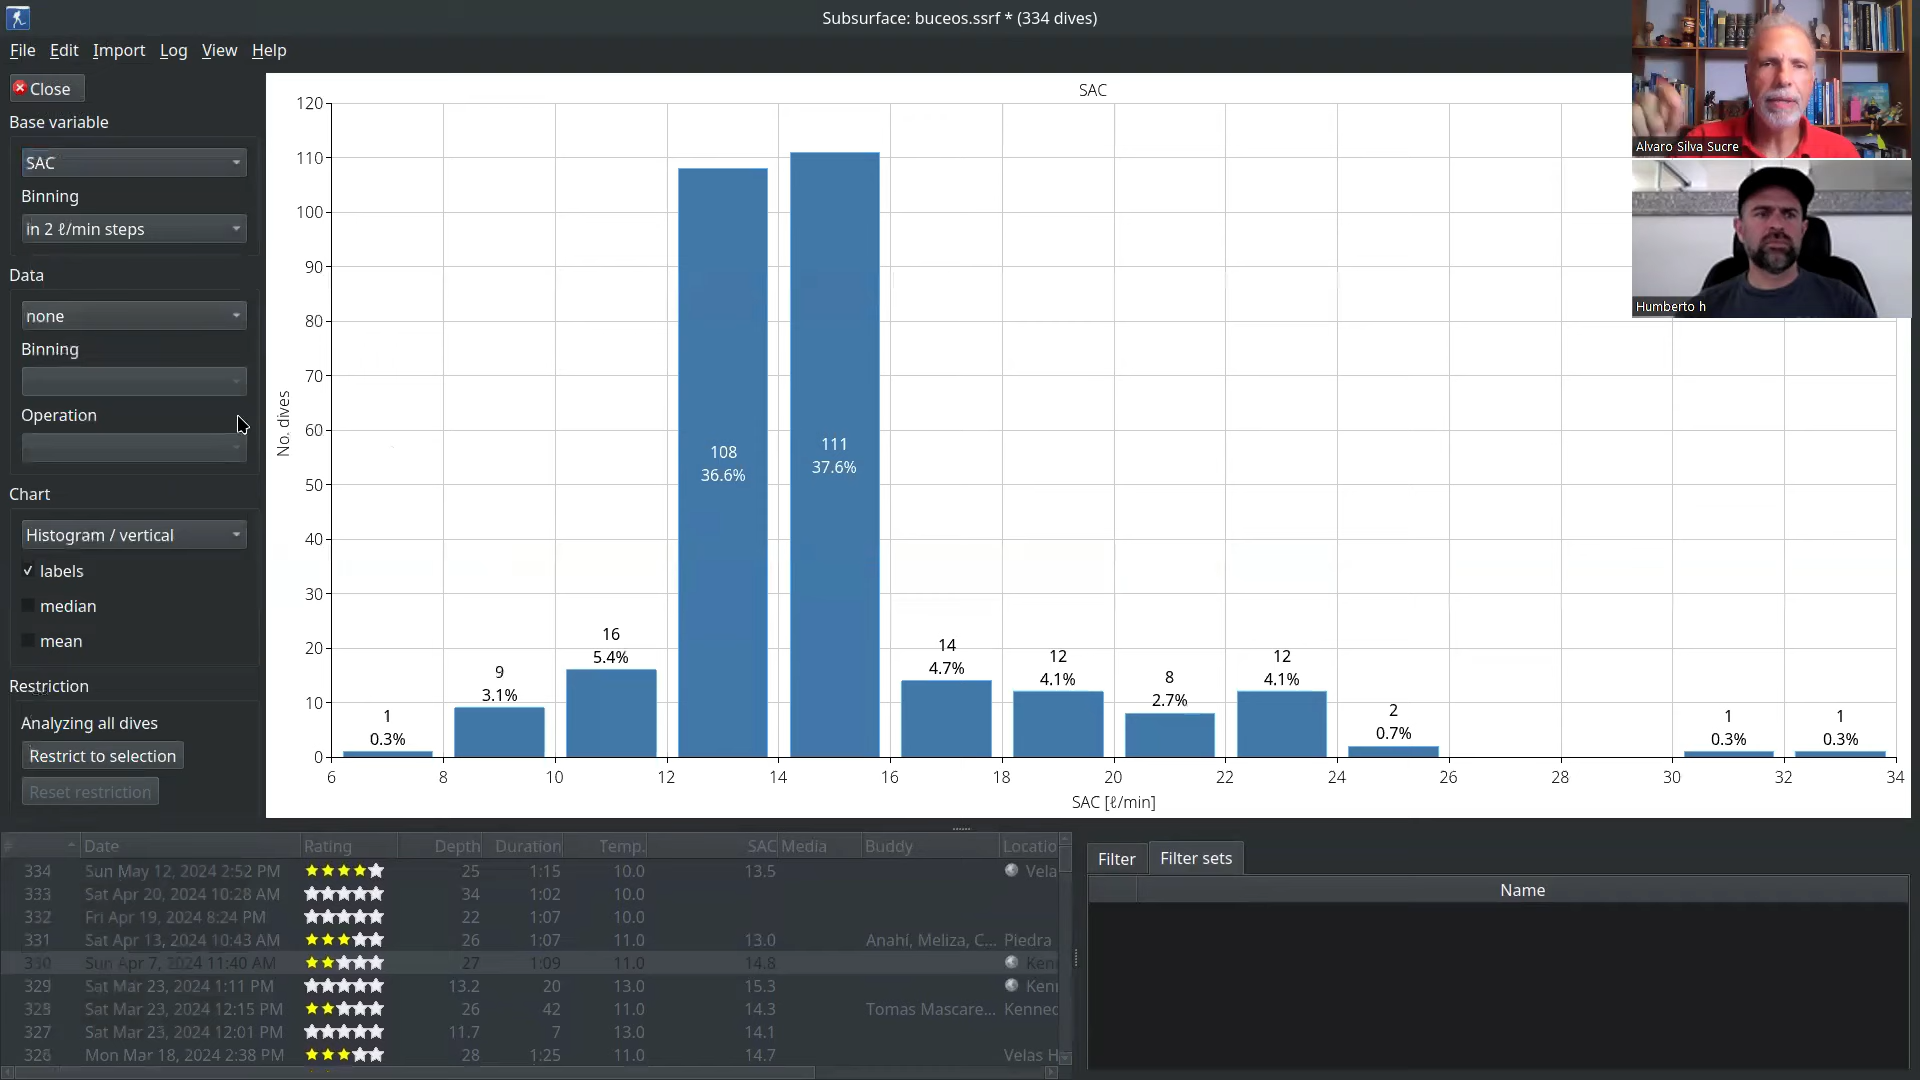 Subsurface: buceos.ssrf * (334 dives)
File Edit Import Log View Help
Close
Base variable
SAC
Binning
in 2 ℓ/min steps
Data
none
Binning
Operation
Chart
Histogram / vertical
labels
median
mean
Restriction
Analyzing all dives
Restrict to selection
Reset restriction
SAC
No. dives
120
110
100
90
80
70
60
50
40
30
20
10
0
1
0.3%
9
3.1%
16
5.4%
108
36.6%
111
37.6%
14
4.7%
12
4.1%
8
2.7%
12
4.1%
2
0.7%
1
0.3%
1
0.3%
6 8 10 12 14 16 18 20 22 24 26 28 30 32 34
SAC [ℓ/min]
Alvaro Silva Sucre
Humberto h
# Date Rating Depth Duration Temp. SAC Media Buddy Locatio
334 Sun May 12, 2024 2:52 PM 25 1:15 10.0 13.5 Vela
333 Sat Apr 20, 2024 10:28 AM 34 1:02 10.0
332 Fri Apr 19, 2024 8:24 PM 22 1:07 10.0
331 Sat Apr 13, 2024 10:43 AM 26 1:07 11.0 13.0 Anahí, Meliza, C... Piedra
330 Sun Apr 7, 2024 11:40 AM 27 1:09 11.0 14.8 Ken
329 Sat Mar 23, 2024 1:11 PM 13.2 20 13.0 15.3 Ken
Sat Mar 23, 2024 12:15 PM 26 42 11.0 14.3 Tomas Mascare... Kenned
327 Sat Mar 23, 2024 12:01 PM 11.7 7 13.0 14.1
326 Mon Mar 18, 2024 2:38 PM 28 1:25 11.0 14.7 Velas H
Filter Filter sets
Name